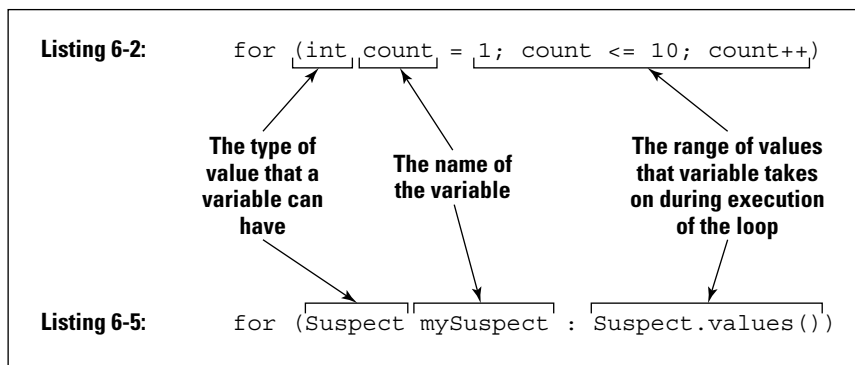 Listing 6-2: for (int count = 1; count <= 10; count++)
The type of
value that a
variable can
have
The name of
the variable
The range of values
that variable takes
on during execution
of the loop
Listing 6-5: for (Suspect mySuspect : Suspect.values())